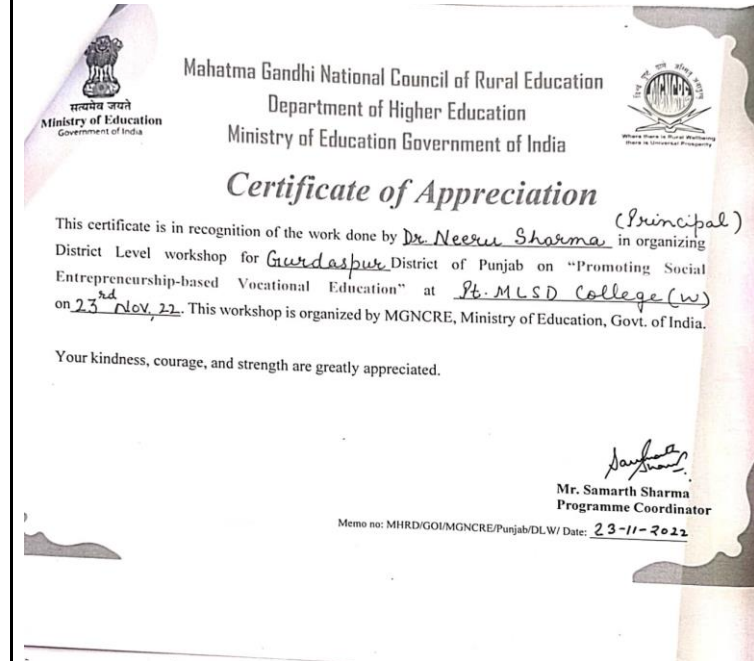 सत्यमेव जयते
Ministry of Education
Government of India
Mahatma Gandhi National Council of Rural Education
Department of Higher Education
Ministry of Education Government of India
MGNCRE
Where there is Rural Wellbeing
there is Universal Prosperity
Certificate of Appreciation
(Principal)
This certificate is in recognition of the work done by Dr. Neeru Sharma in organizing
District Level workshop for Gurdaspur District of Punjab on “Promoting Social
Entrepreneurship-based Vocational Education” at Pt. MLSD College (W)
on 23rd Nov, 22. This workshop is organized by MGNCRE, Ministry of Education, Govt. of India.
Your kindness, courage, and strength are greatly appreciated.
Mr. Samarth Sharma
Programme Coordinator
Memo no: MHRD/GOI/MGNCRE/Punjab/DLW/ Date: 23-11-2022